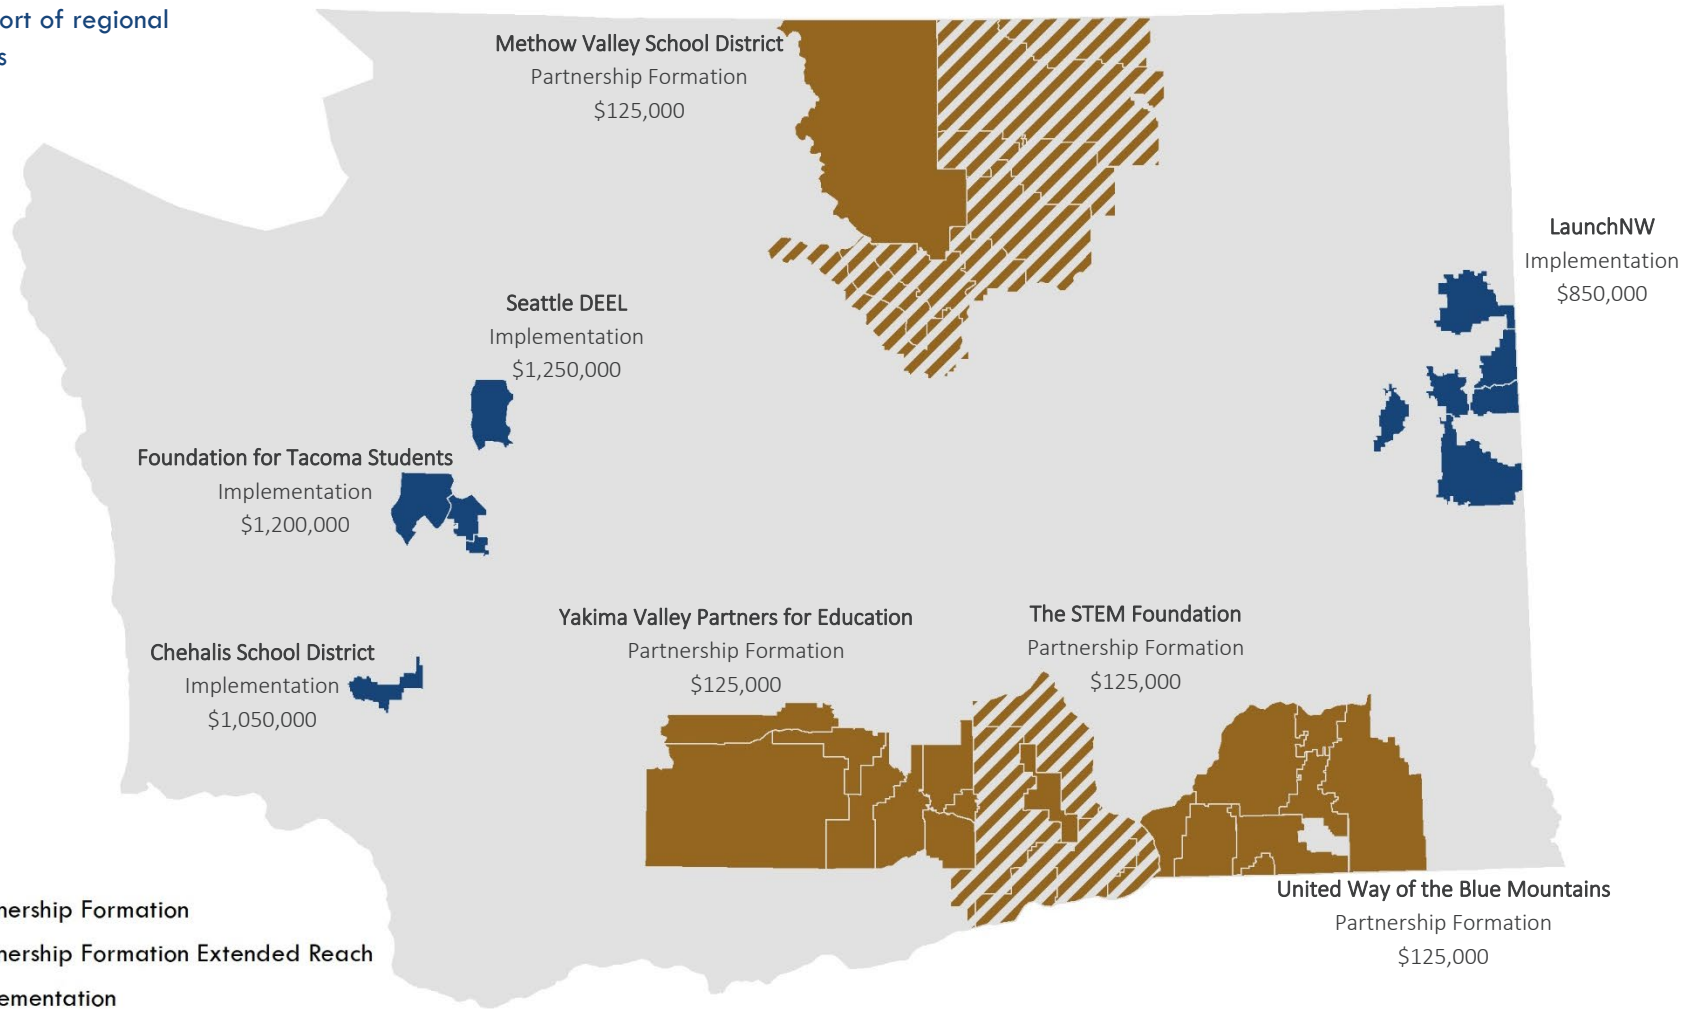 ort of regional
s
Methow Valley School District
Partnership Formation
$125,000
LaunchNW
Implementation
$850,000
Seattle DEEL
Implementation
$1,250,000
Foundation for Tacoma Students
Implementation
$1,200,000
Yakima Valley Partners for Education
Partnership Formation
$125,000
The STEM Foundation
Partnership Formation
$125,000
Chehalis School District
Implementation
$1,050,000
United Way of the Blue Mountains
Partnership Formation
$125,000
nership Formation
nership Formation Extended Reach
ementation